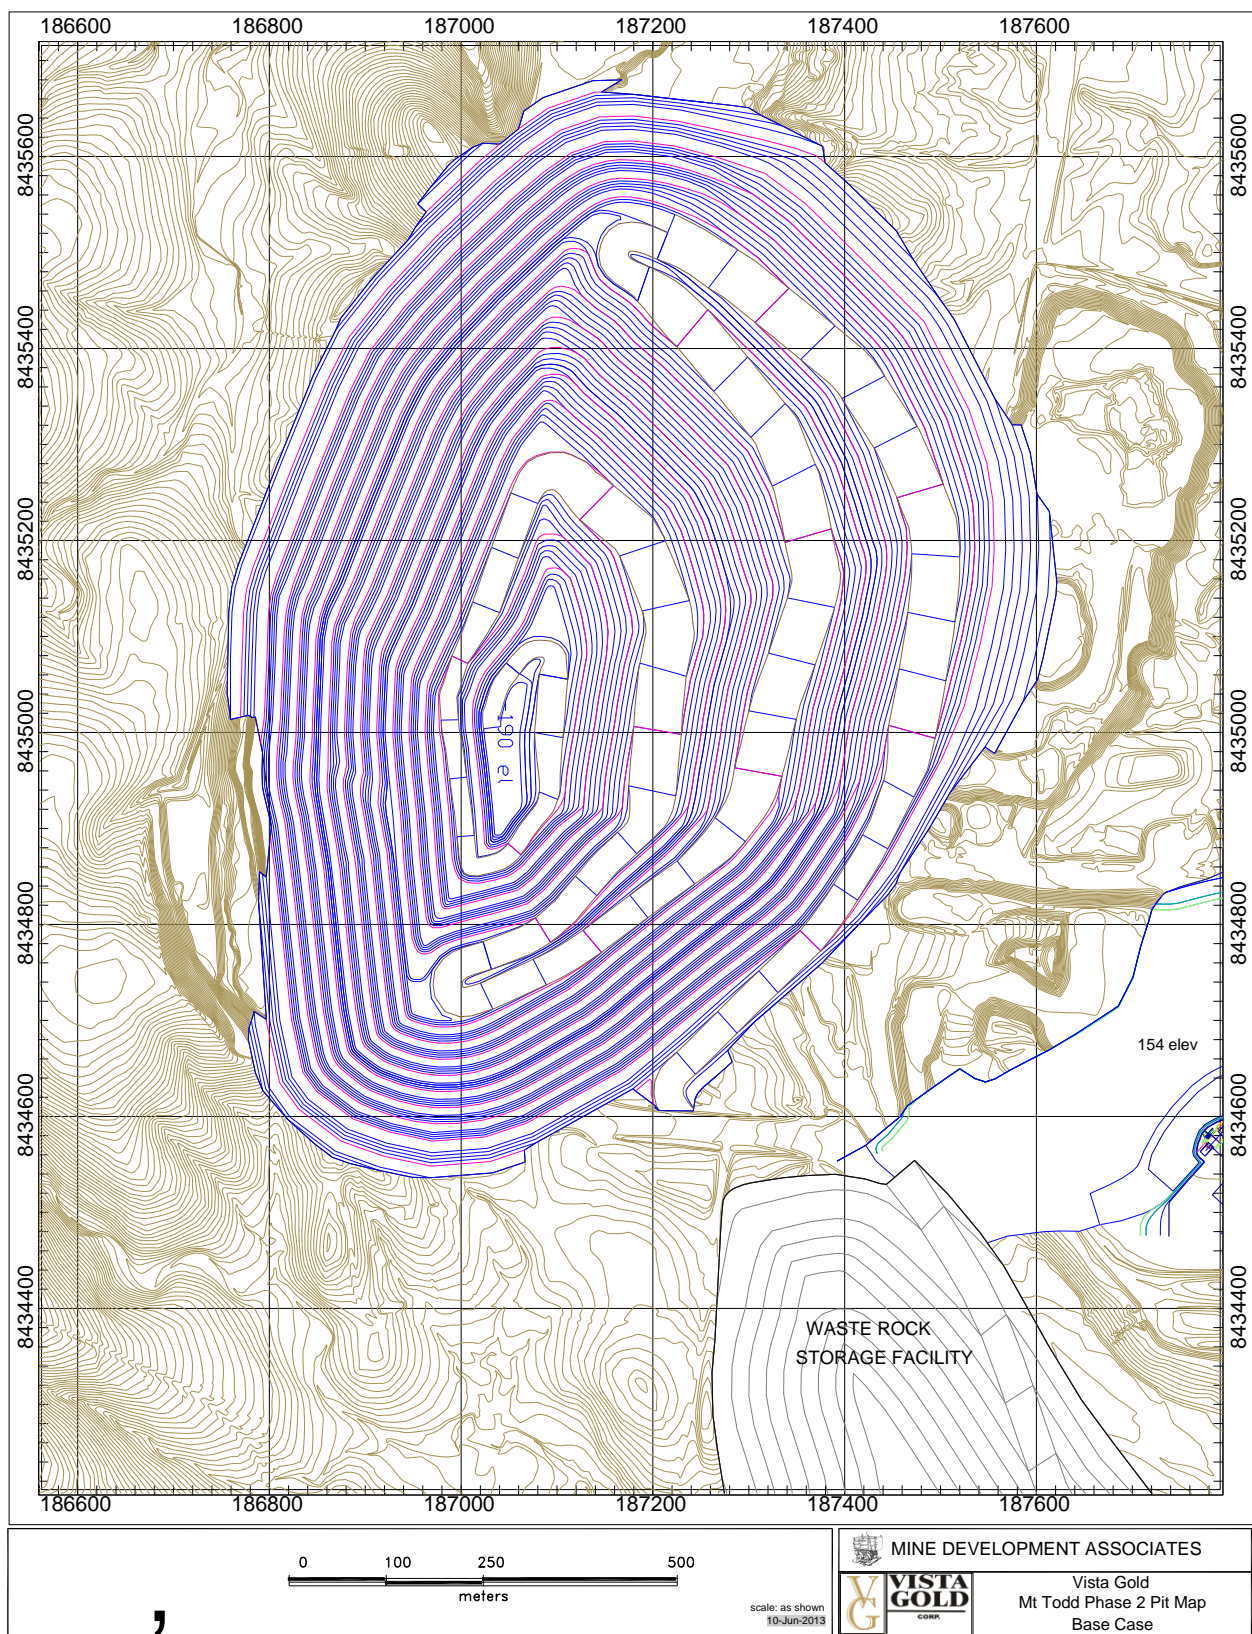 186600 186800 187000 187200 187400 187600
8435600 8435600
8435400 8435400
8435200 8435200
8435000 8435000
-190 el
8434800 8434800
154 elev
8434600 8434600
8434400 8434400
WASTE ROCK
STORAGE FACILITY
186600 186800 187000 187200 187400 187600
0 100 250 500
meters
,
scale: as shown
10-Jun-2013
MINE DEVELOPMENT ASSOCIATES
VG
VISTA
GOLD
CORP.
Vista Gold
Mt Todd Phase 2 Pit Map
Base Case